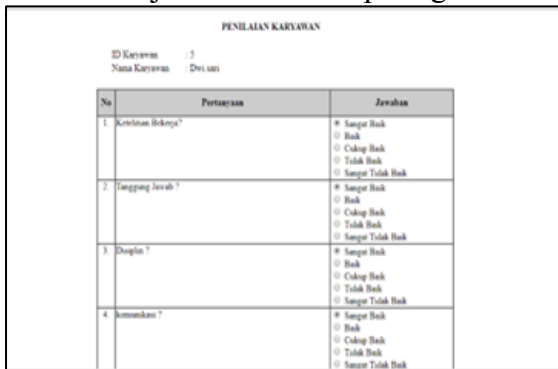 PENILAIAN KARYAWAN
ID Karyawan : 5
Nama Karyawan : Dwi sari
No Pertanyaan Jawaban
1. Ketelitian Bekerja?
Sangat Baik
Baik
Cukup Baik
Tidak Baik
Sangat Tidak Baik
2. Tanggung Jawab ?
Sangat Baik
Baik
Cukup Baik
Tidak Baik
Sangat Tidak Baik
3. Disiplin ?
Sangat Baik
Baik
Cukup Baik
Tidak Baik
Sangat Tidak Baik
4. komunikasi ?
Sangat Baik
Baik
Cukup Baik
Tidak Baik
Sangat Tidak Baik